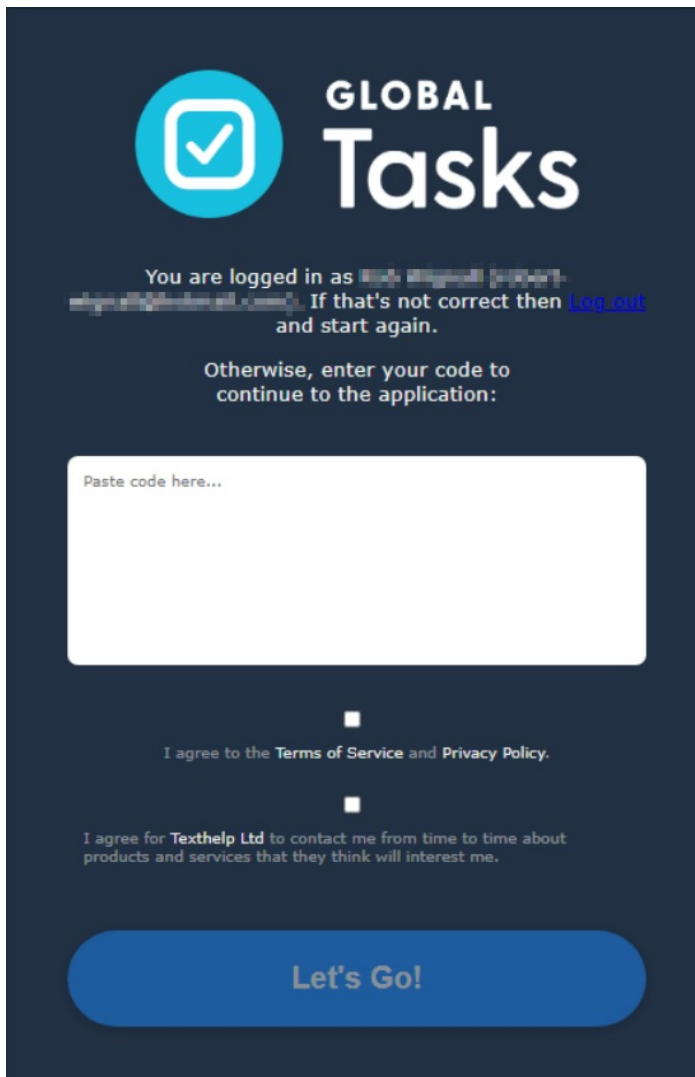 GLOBAL
Tasks
You are logged in as
. If that's not correct then Log out
and start again.
Otherwise, enter your code to
continue to the application:
Paste code here...
I agree to the Terms of Service and Privacy Policy.
I agree for Texthelp Ltd to contact me from time to time about
products and services that they think will interest me.
Let's Go!